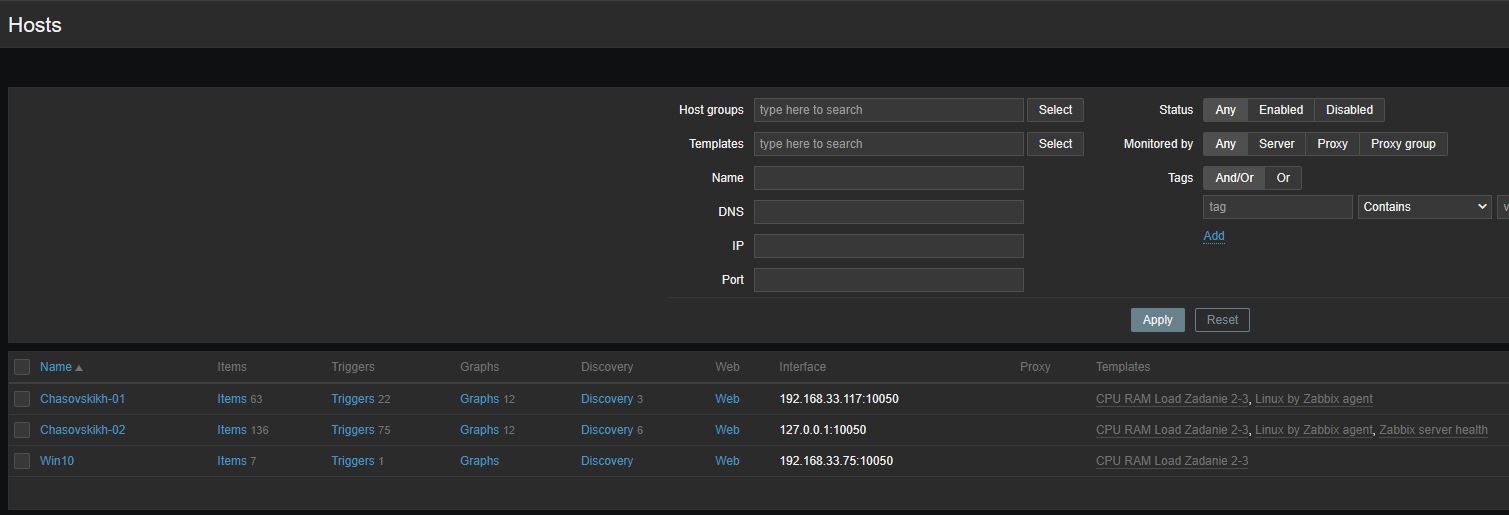 Hosts
Host groups type here to search Select Status Any Enabled Disabled
Templates type here to search Select Monitored by Any Server Proxy Proxy group
Name Tags And/Or Or
DNS tag Contains
IP Add
Port
Apply Reset
Name Items Triggers Graphs Discovery Web Interface Proxy Templates
Chasovskikh-01 Items 63 Triggers 22 Graphs 12 Discovery 3 Web 192.168.33.117:10050 CPU RAM Load Zadanie 2-3, Linux by Zabbix agent
Chasovskikh-02 Items 136 Triggers 75 Graphs 12 Discovery 6 Web 127.0.0.1:10050 CPU RAM Load Zadanie 2-3, Linux by Zabbix agent, Zabbix server health
Win10 Items 7 Triggers 1 Graphs Discovery Web 192.168.33.75:10050 CPU RAM Load Zadanie 2-3